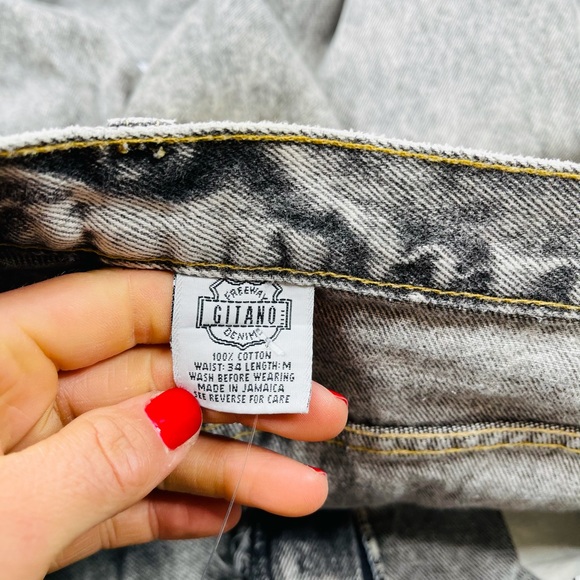 FREEWAY
GITANO
DENIM
100% COTTON
WAIST: 34 LENGTH: M
WASH BEFORE WEARING
MADE IN JAMAICA
SEE REVERSE FOR CARE